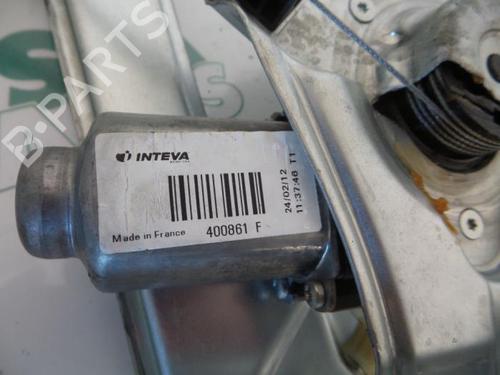 INTEVA
Made in France
400861 F
24/02/12
11:37:48 T1
B-PARTS